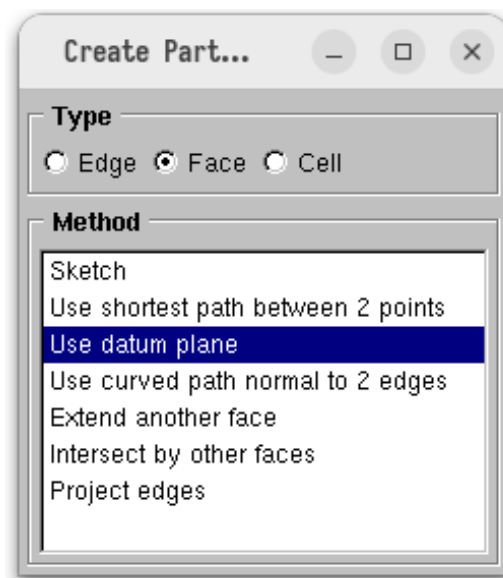 Create Part...
Type
Edge Face Cell
Method
Sketch
Use shortest path between 2 points
Use datum plane
Use curved path normal to 2 edges
Extend another face
Intersect by other faces
Project edges